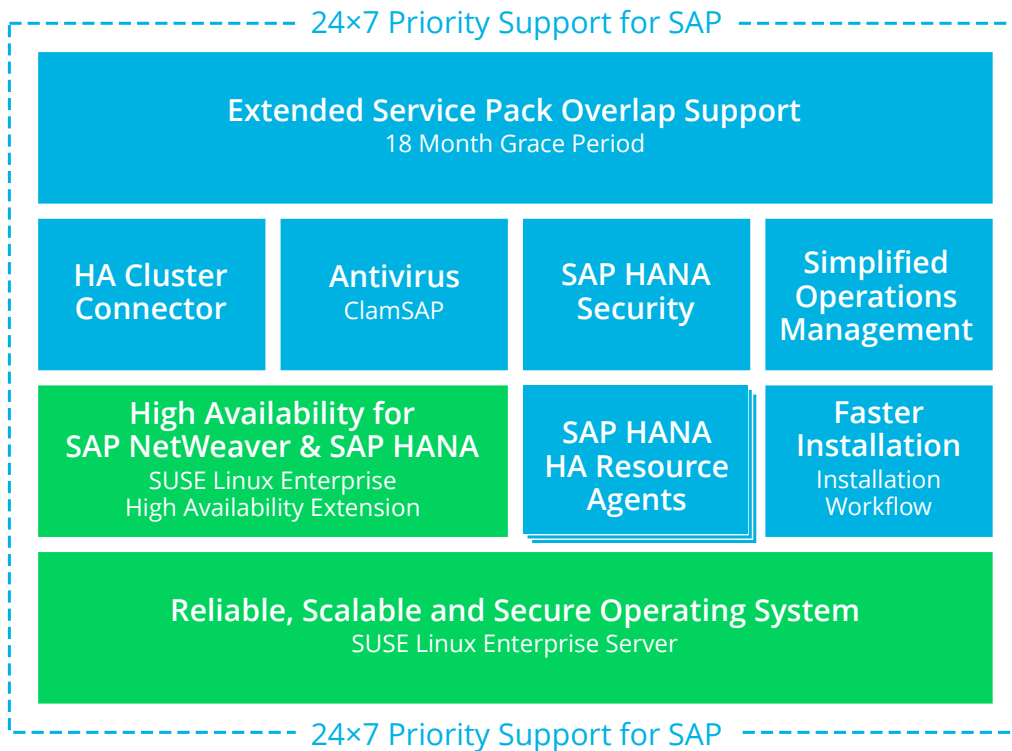 24×7 Priority Support for SAP
Extended Service Pack Overlap Support
18 Month Grace Period
HA Cluster
Connector
Antivirus
ClamSAP
SAP HANA
Security
Simplified
Operations
Management
High Availability for
SAP NetWeaver & SAP HANA
SUSE Linux Enterprise
High Availability Extension
SAP HANA
HA Resource
Agents
Faster
Installation
Installation
Workflow
Reliable, Scalable and Secure Operating System
SUSE Linux Enterprise Server
24×7 Priority Support for SAP